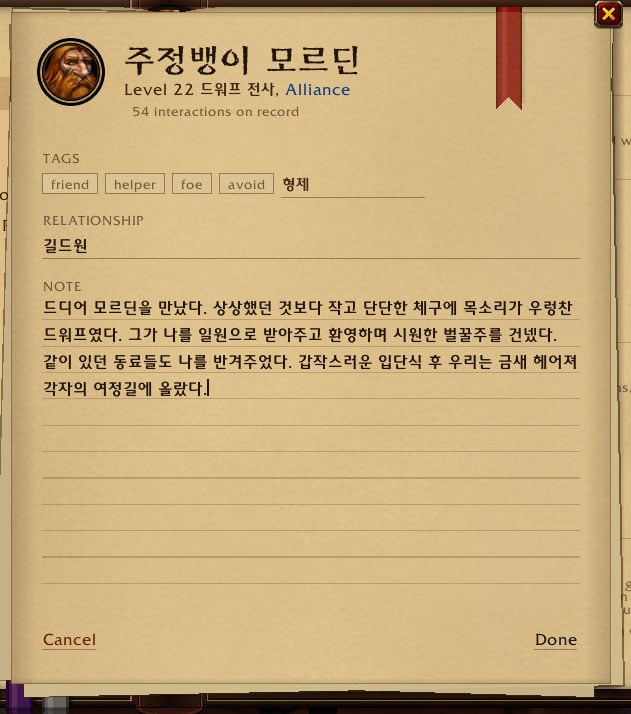 주정뱅이 모르딘
Level 22 드워프 전사, Alliance
54 interactions on record
TAGS
friend helper foe avoid 형제
RELATIONSHIP
길드원
NOTE
드디어 모르딘을 만났다. 상상했던 것보다 작고 단단한 체구에 목소리가 우렁찬
드워프였다. 그가 나를 일원으로 받아주고 환영하며 시원한 벌꿀주를 건넸다.
같이 있던 동료들도 나를 반겨주었다. 갑작스러운 입단식 후 우리는 금새 헤어져
각자의 여정길에 올랐다.
Cancel Done